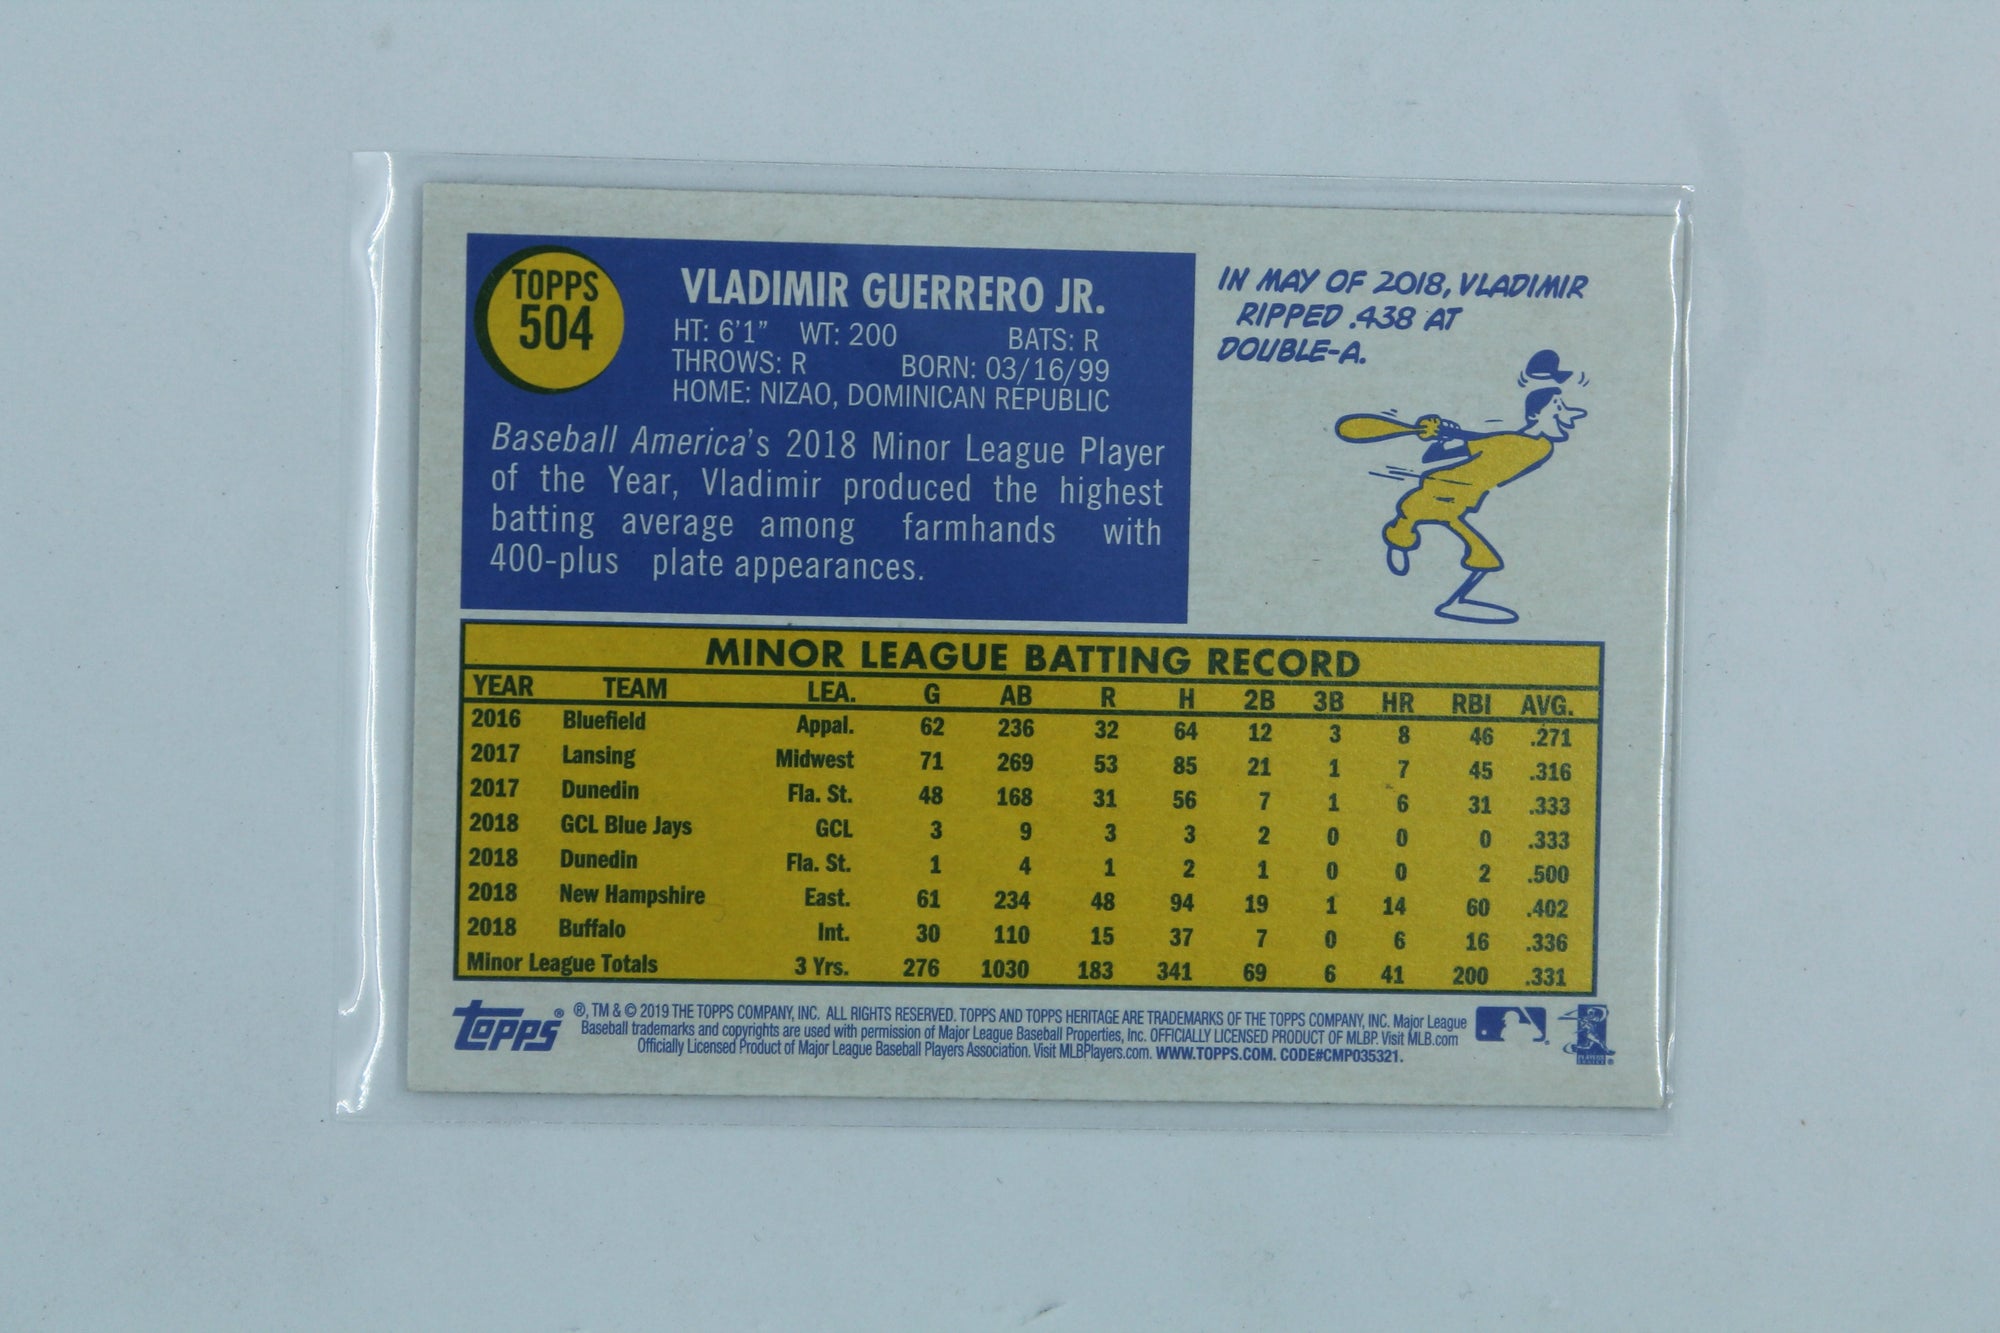 TOPPS
504
VLADIMIR GUERRERO JR.
HT: 6'1" WT: 200 BATS: R
THROWS: R BORN: 03/16/99
HOME: NIZAO, DOMINICAN REPUBLIC
Baseball America's 2018 Minor League Player
of the Year, Vladimir produced the highest
batting average among farmhands with
400-plus plate appearances.
IN MAY OF 2018, VLADIMIR
RIPPED .438 AT
DOUBLE-A.
MINOR LEAGUE BATTING RECORD
YEAR TEAM LEA. G AB R H 2B 3B HR RBI AVG.
2016 Bluefield Appal. 62 236 32 64 12 3 8 46 .271
2017 Lansing Midwest 71 269 53 85 21 1 7 45 .316
2017 Dunedin Fla. St. 48 168 31 56 7 1 6 31 .333
2018 GCL Blue Jays GCL 3 9 3 3 2 0 0 0 .333
2018 Dunedin Fla. St. 1 4 1 2 1 0 0 2 .500
2018 New Hampshire East. 61 234 48 94 19 1 14 60 .402
2018 Buffalo Int. 30 110 15 37 7 0 6 16 .336
Minor League Totals 3 Yrs. 276 1030 183 341 69 6 41 200 .331
topps®
®, TM & © 2019 THE TOPPS COMPANY, INC. ALL RIGHTS RESERVED. TOPPS AND TOPPS HERITAGE ARE TRADEMARKS OF THE TOPPS COMPANY, INC. Major League
Baseball trademarks and copyrights are used with permission of Major League Baseball Properties, Inc. OFFICIALLY LICENSED PRODUCT OF MLBP. Visit MLB.com
Officially Licensed Product of Major League Baseball Players Association. Visit MLBPlayers.com. WWW.TOPPS.COM. CODE#CMP035321.